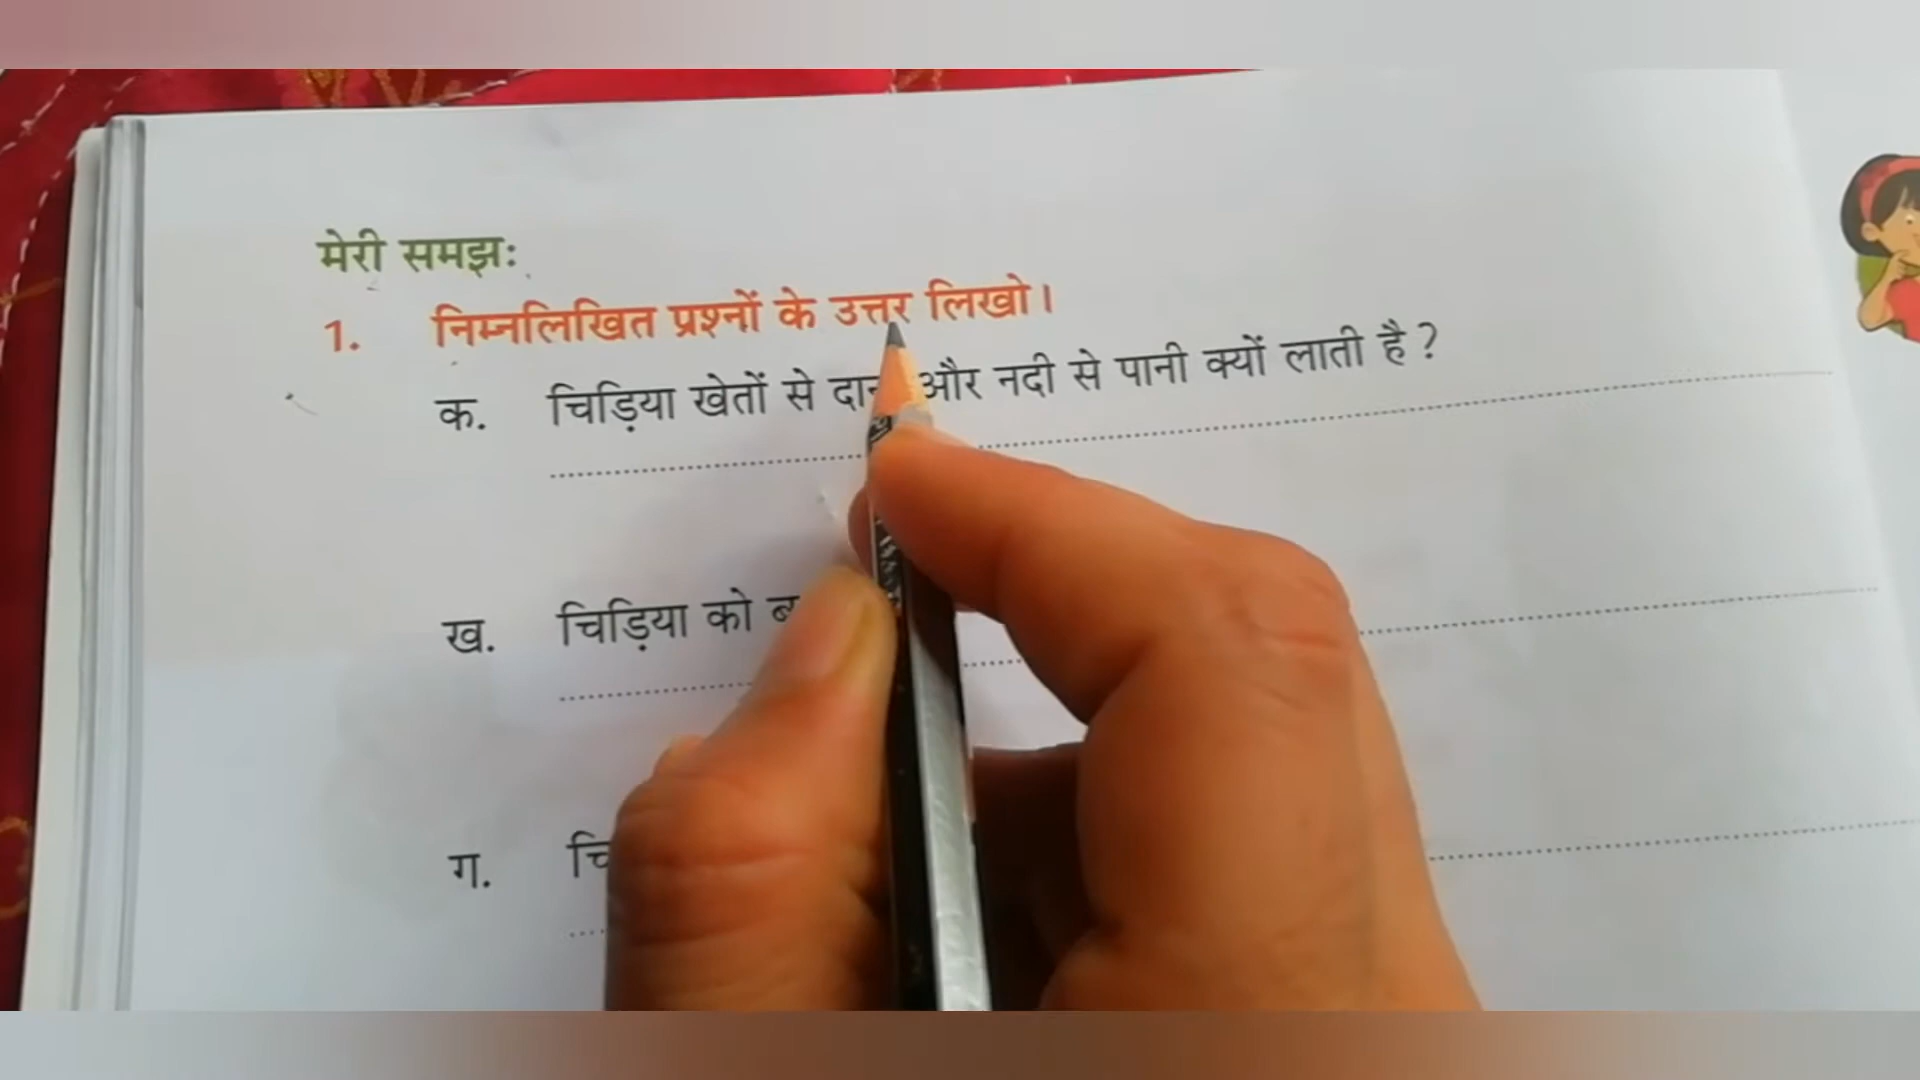 मेरी समझः
1. निम्नलिखित प्रश्नों के उत्तर लिखो।
क. चिड़िया खेतों से और नदी से पानी क्यों लाती है ?
ख. चिड़िया को
ग.